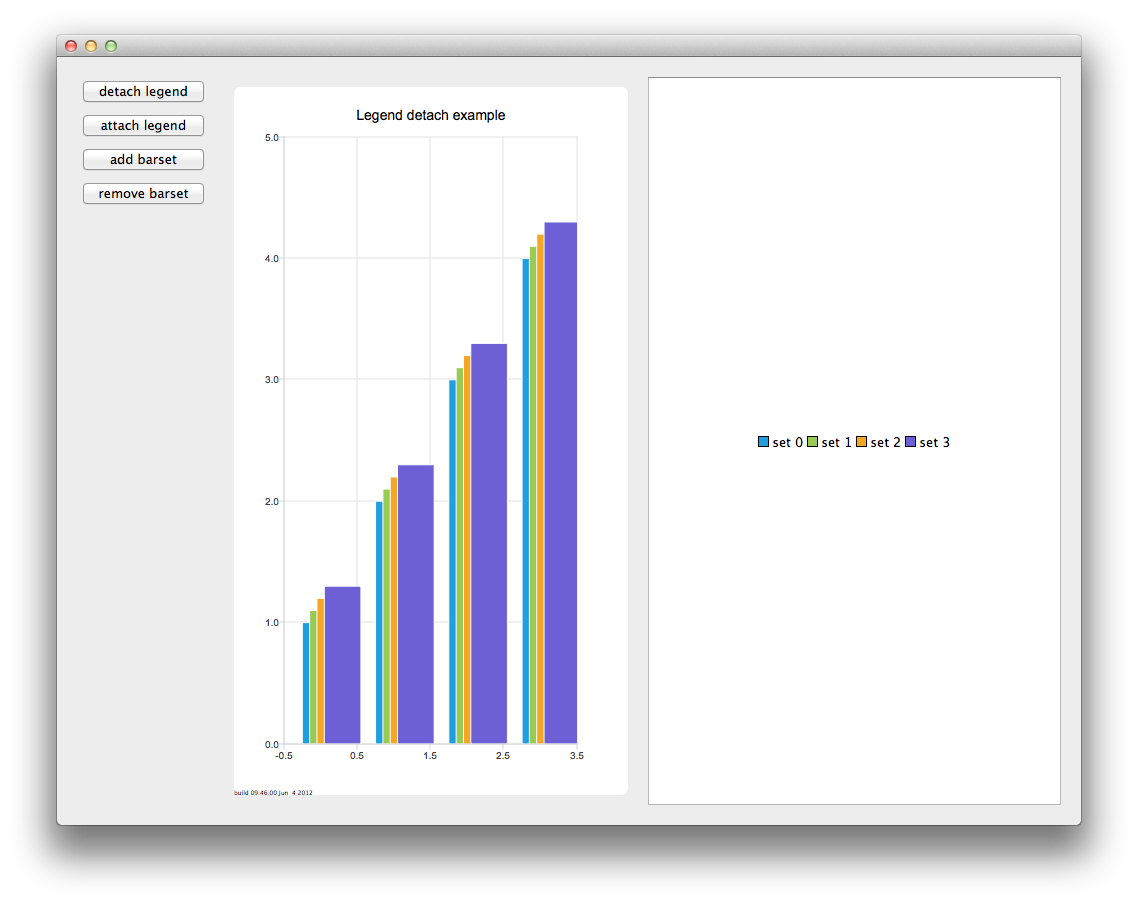 detach legend
attach legend
add barset
remove barset
Legend detach example
5.0
4.0
3.0
2.0
1.0
0.0
-0.5 0.5 1.5 2.5 3.5
build 09:46:00 Jun 4 2012
set 0 set 1 set 2 set 3